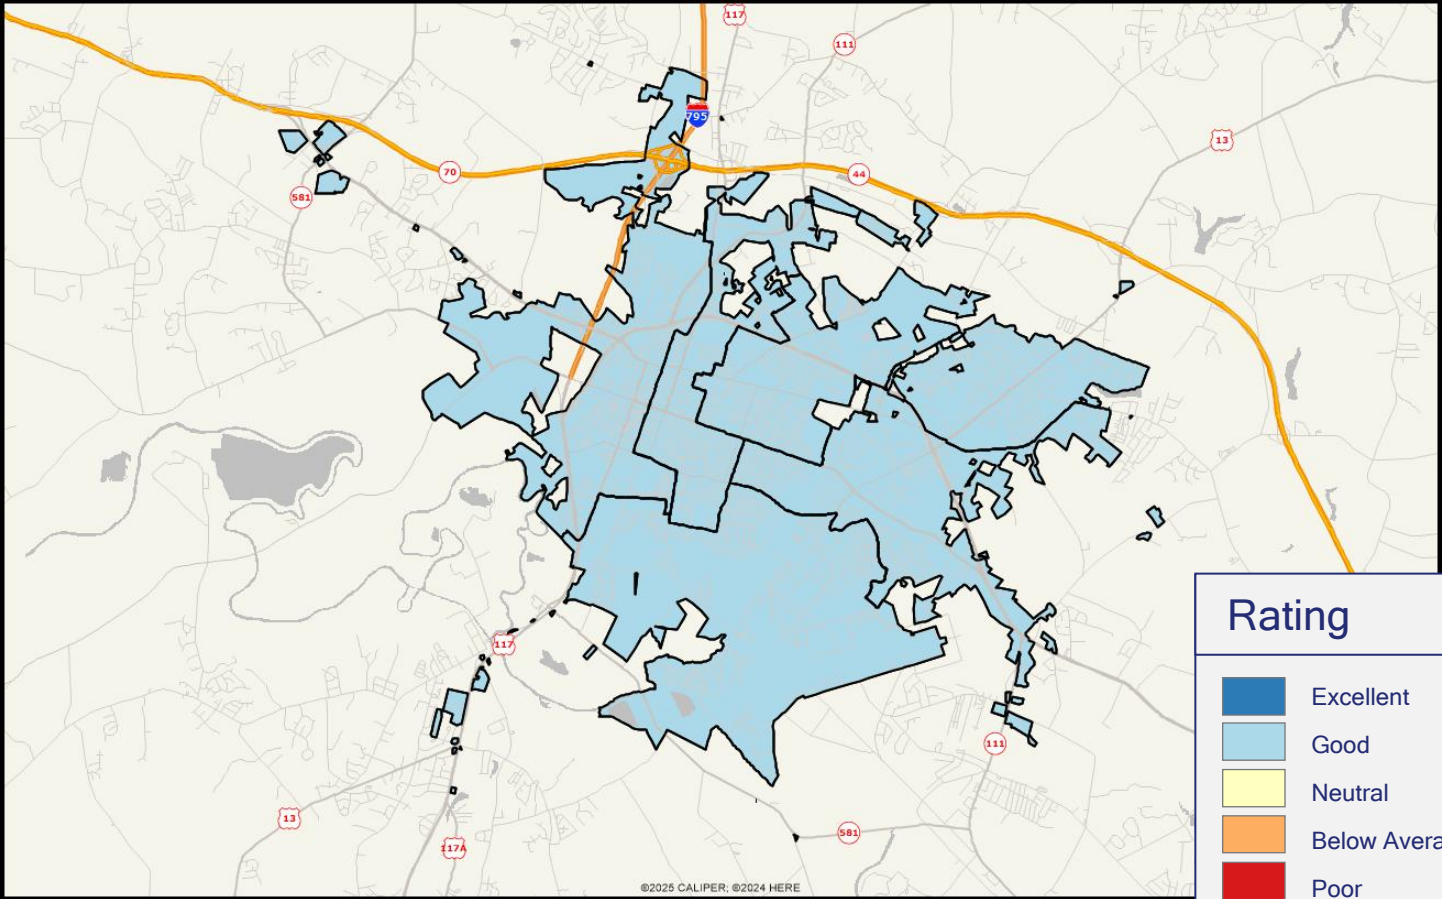 117
111
13
795
70
44
581
117
111
13
117A
581
©2025 CALIPER; ©2024 HERE
Rating
Excellent
Good
Neutral
Below Avera
Poor